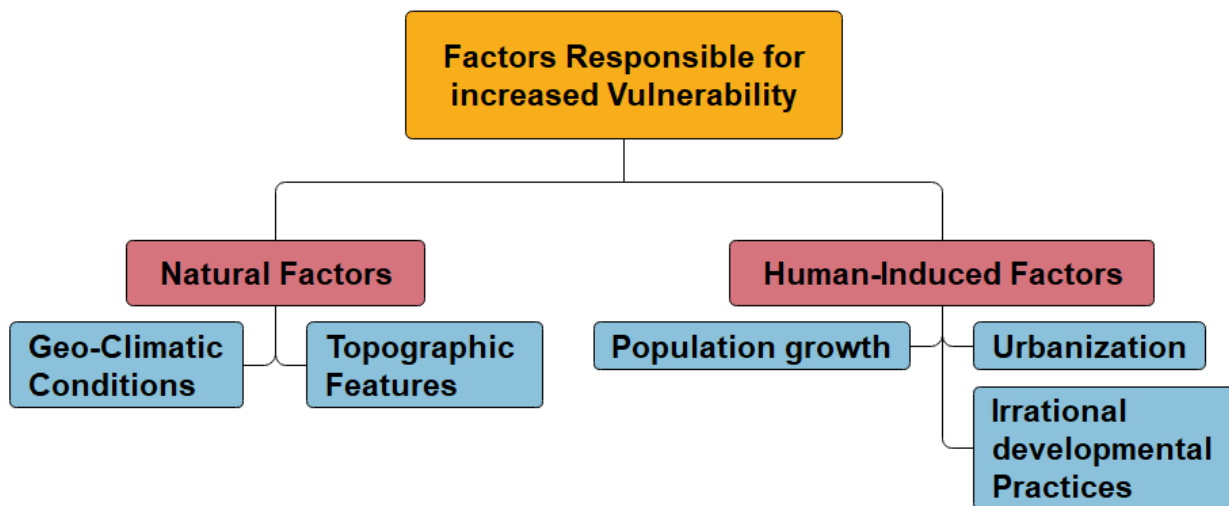 Factors Responsible for
increased Vulnerability
Natural Factors
Human-Induced Factors
Geo-Climatic
Conditions
Topographic
Features
Population growth
Urbanization
Irrational
developmental
Practices